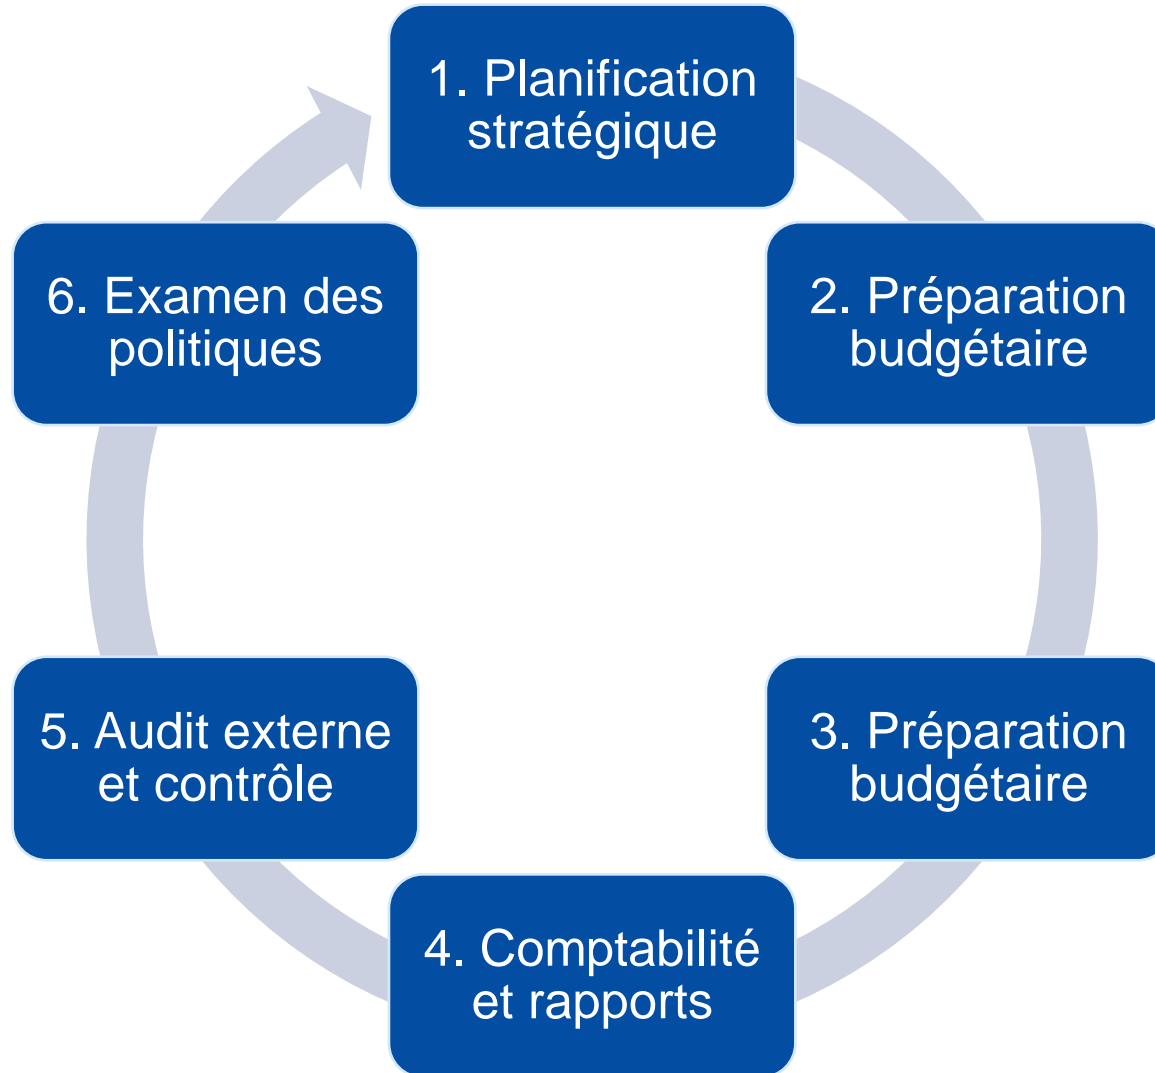 1. Planification
stratégique
2. Préparation
budgétaire
3. Préparation
budgétaire
4. Comptabilité
et rapports
5. Audit externe
et contrôle
6. Examen des
politiques